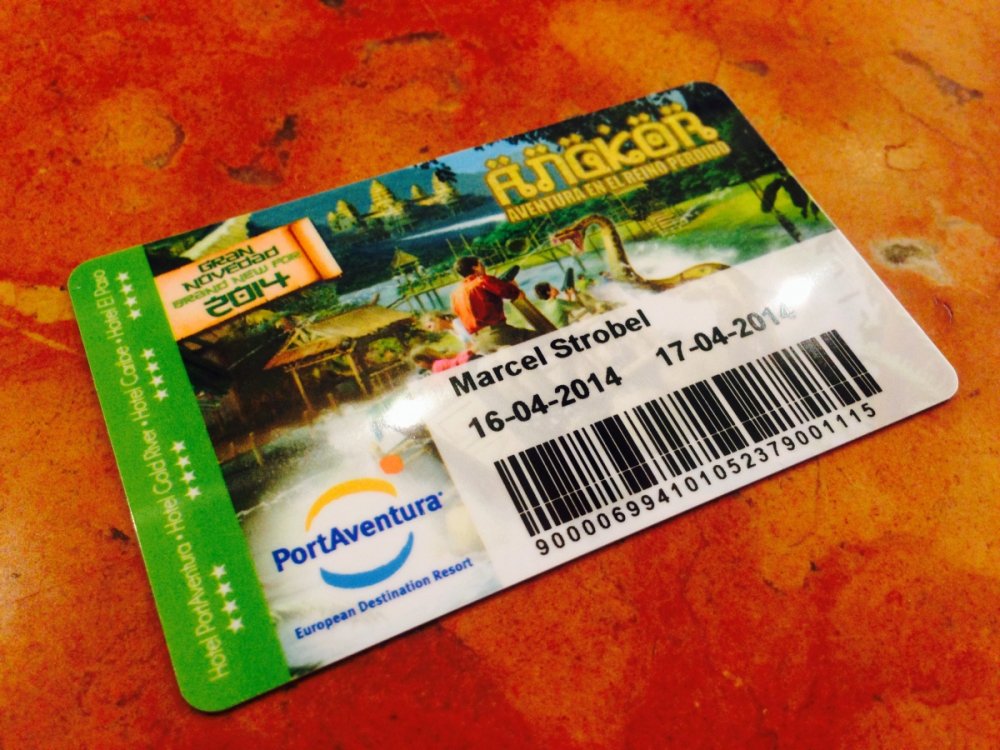 ANGKOR
AVENTURA EN EL REINO PERDIDO
GRAN
NOVEDAD
BRAND NEW FOR
2014
Marcel Strobel
16-04-2014 17-04-2014
900006994101052379001115
PortAventura
European Destination Resort
Hotel PortAventura · Hotel Gold River · Hotel Caribe · Hotel El Paso